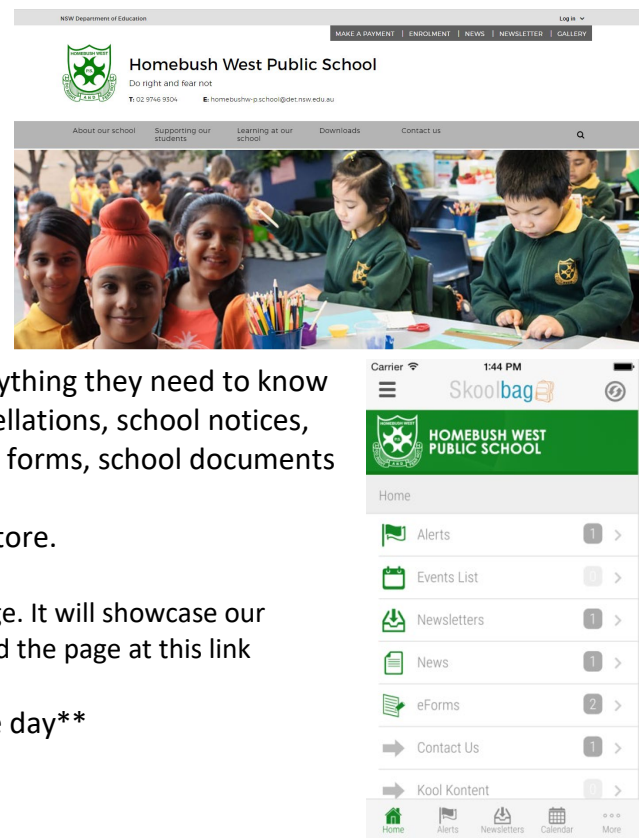 NSW Department of Education
Log in
MAKE A PAYMENT | ENROLMENT | NEWS | NEWSLETTER | GALLERY
HOMEBUSH WEST
Homebush West Public School
Do right and fear not
T: 02 9746 9304 E: homebushw-p.school@det.nsw.edu.au
About our school
Supporting our students
Learning at our school
Downloads
Contact us
ything they need to know
ellations, school notices,
forms, school documents
tore.
ge. It will showcase our
d the page at this link
e day**
Carrier 1:44 PM
Skoolbag
HOMEBUSH WEST
PUBLIC SCHOOL
Home
Alerts 1
Events List 0
Newsletters 1
News 1
eForms 2
Contact Us 1
Kool Kontent 0
Home Alerts Newsletters Calendar More